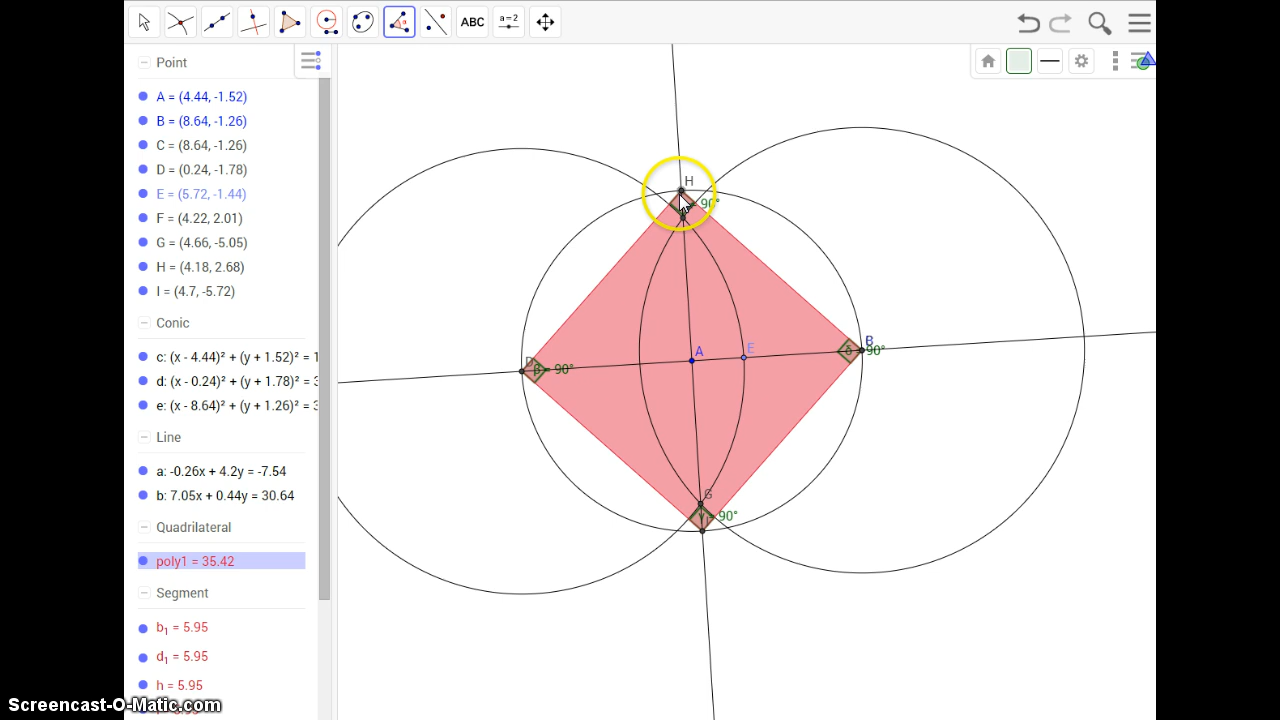 ABC
a=2
Point
A = (4.44, -1.52)
B = (8.64, -1.26)
C = (8.64, -1.26)
D = (0.24, -1.78)
E = (5.72, -1.44)
F = (4.22, 2.01)
G = (4.66, -5.05)
H = (4.18, 2.68)
I = (4.7, -5.72)
Conic
c: (x - 4.44)² + (y + 1.52)² = 1
d: (x - 0.24)² + (y + 1.78)² = 3
e: (x - 8.64)² + (y + 1.26)² = 3
Line
a: -0.26x + 4.2y = -7.54
b: 7.05x + 0.44y = 30.64
Quadrilateral
poly1 = 35.42
Segment
b₁ = 5.95
d₁ = 5.95
h = 5.95
H
90°
D
β = 90°
A
E
B
δ
90°
G
γ = 90°
Screencast-O-Matic.com